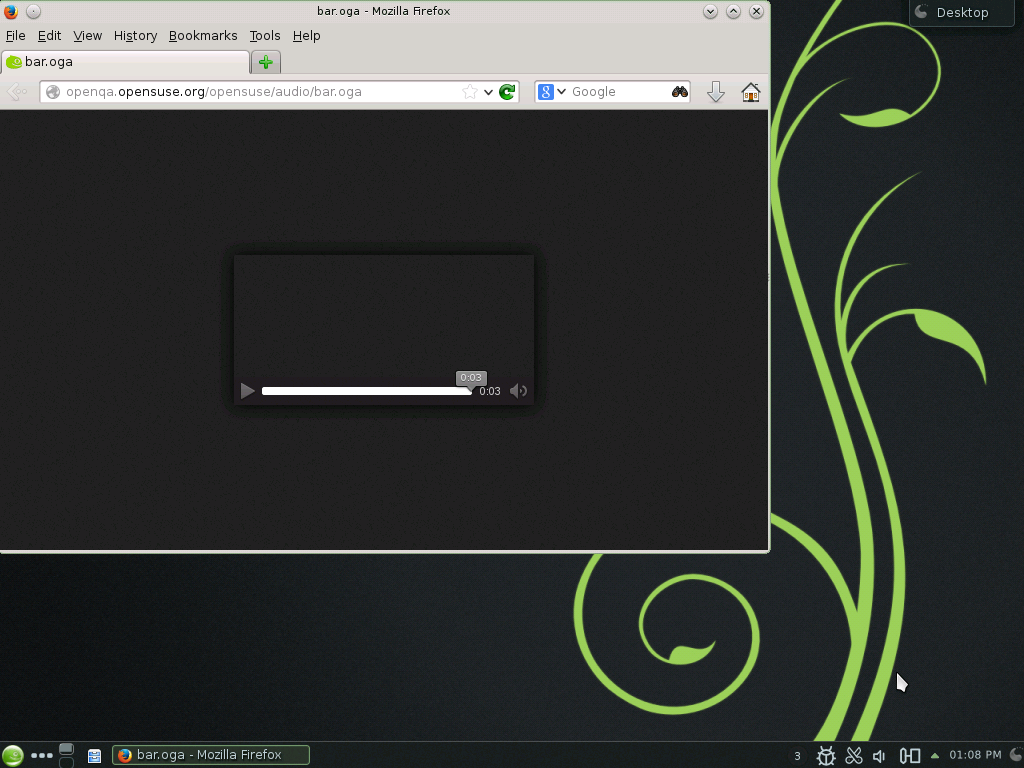 bar.oga - Mozilla Firefox
Desktop
File Edit View History Bookmarks Tools Help
bar.oga
openqa.opensuse.org/opensuse/audio/bar.oga
8 Google
0:03
0:03
bar.oga - Mozilla Firefox
3
01:08 PM